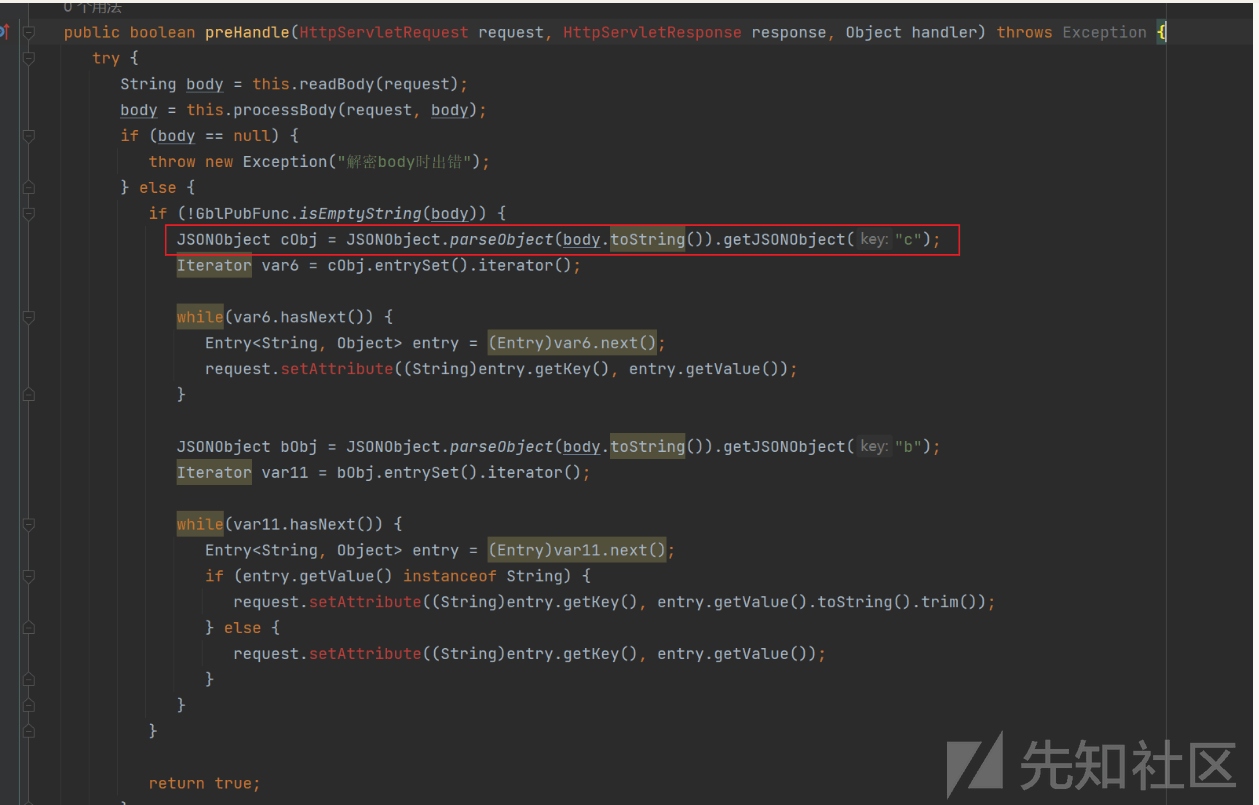 0 个用法
public boolean preHandle(HttpServletRequest request, HttpServletResponse response, Object handler) throws Exception {
try {
String body = this.readBody(request);
body = this.processBody(request, body);
if (body == null) {
throw new Exception("解密body时出错");
} else {
if (!GblPubFunc.isEmptyString(body)) {
JSONObject cObj = JSONObject.parseObject(body.toString()).getJSONObject( key: "c");
Iterator var6 = cObj.entrySet().iterator();
while(var6.hasNext()) {
Entry<String, Object> entry = (Entry)var6.next();
request.setAttribute((String)entry.getKey(), entry.getValue());
}
JSONObject bObj = JSONObject.parseObject(body.toString()).getJSONObject( key: "b");
Iterator var11 = bObj.entrySet().iterator();
while(var11.hasNext()) {
Entry<String, Object> entry = (Entry)var11.next();
if (entry.getValue() instanceof String) {
request.setAttribute((String)entry.getKey(), entry.getValue().toString().trim());
} else {
request.setAttribute((String)entry.getKey(), entry.getValue());
}
}
}
return true;
先知社区